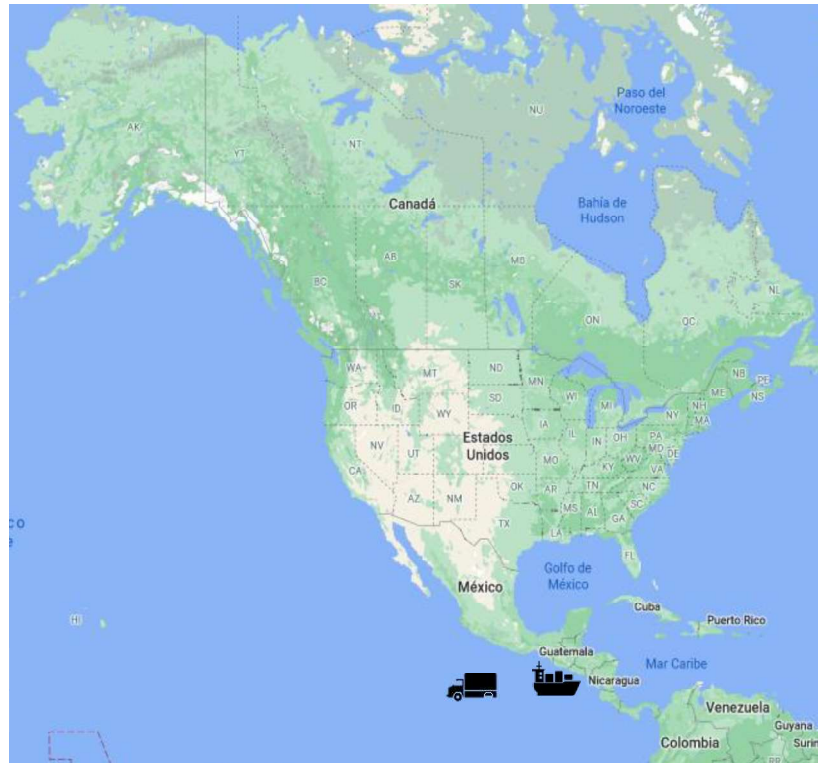 Paso del
Noroeste
AK
NU
YT
NT
Canadá
Bahía de
Hudson
AB
MB
BC
SK
NL
ON
QC
WA
MT
ND
MN
NB
PE
ME
NS
OR
ID
SD
WI
MI
NH
WY
NY
MA
IA
Estados
Unidos
NV
UT
IL
IN
OH
PA
MD
DE
CA
MO
KY
WV
VA
AZ
NM
OK
AR
TN
NC
TX
MS
AL
SC
GA
LA
FL
Golfo de
México
México
HI
Cuba
Puerto Rico
Guatemala
Mar Caribe
Nicaragua
Venezuela
Guyana
Colombia